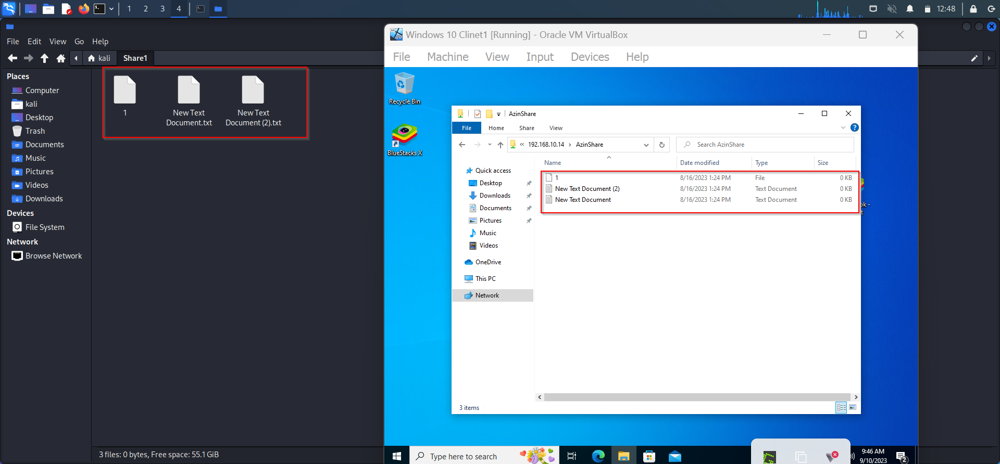 1 2 3 4
12:48
File Edit View Go Help
kali Share1
Places
Computer
kali
Desktop
Trash
Documents
Music
Pictures
Videos
Downloads
Devices
File System
Network
Browse Network
1
New Text
Document.txt
New Text
Document (2).txt
3 files: 0 bytes, Free space: 55.1 GiB
Windows 10 Clinet1 [Running] - Oracle VM VirtualBox
File Machine View Input Devices Help
Recycle Bin
BlueStacks X
AzinShare
File Home Share View
« 192.168.10.14 › AzinShare
Search AzinShare
Quick access
Desktop
Downloads
Documents
Pictures
Music
Videos
OneDrive
This PC
Network
Name Date modified Type Size
1 8/16/2023 1:24 PM File 0 KB
New Text Document (2) 8/16/2023 1:24 PM Text Document 0 KB
New Text Document 8/16/2023 1:24 PM Text Document 0 KB
3 items
Type here to search
9:46 AM
9/10/2023
2